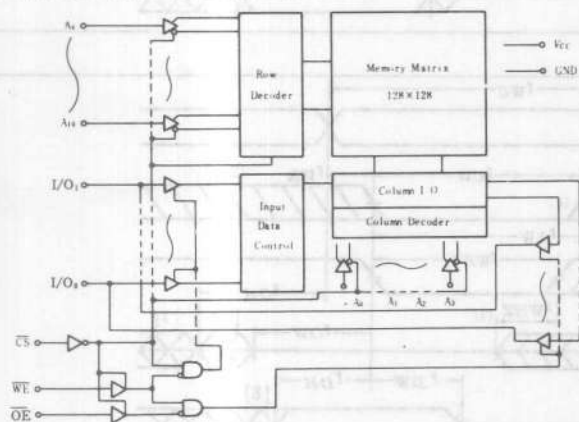 A₄
A₁₀
I/O₁
I/O₈
CS
WE
OE
Row
Decoder
Memory Matrix
128×128
Vcc
GND
Input
Data
Control
Column I/O
Column Decoder
A₀ A₁ A₂ A₃